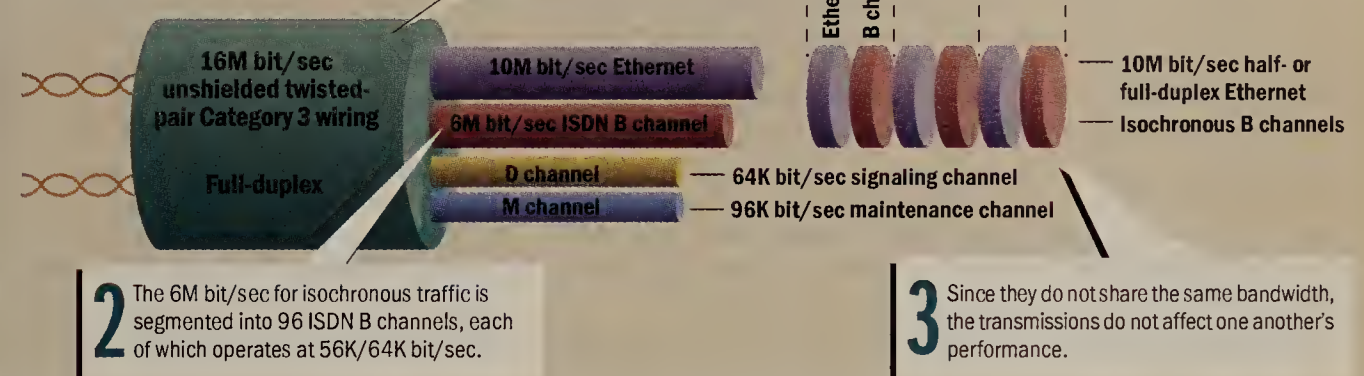 16M bit/sec
unshielded twisted-
pair Category 3 wiring
Full-duplex
10M bit/sec Ethernet
6M bit/sec ISDN B channel
D channel
M channel
64K bit/sec signaling channel
96K bit/sec maintenance channel
10M bit/sec half- or
full-duplex Ethernet
Isochronous B channels
2 The 6M bit/sec for isochronous traffic is
segmented into 96 ISDN B channels, each
of which operates at 56K/64K bit/sec.
3 Since they do not share the same bandwidth,
the transmissions do not affect one another's
performance.